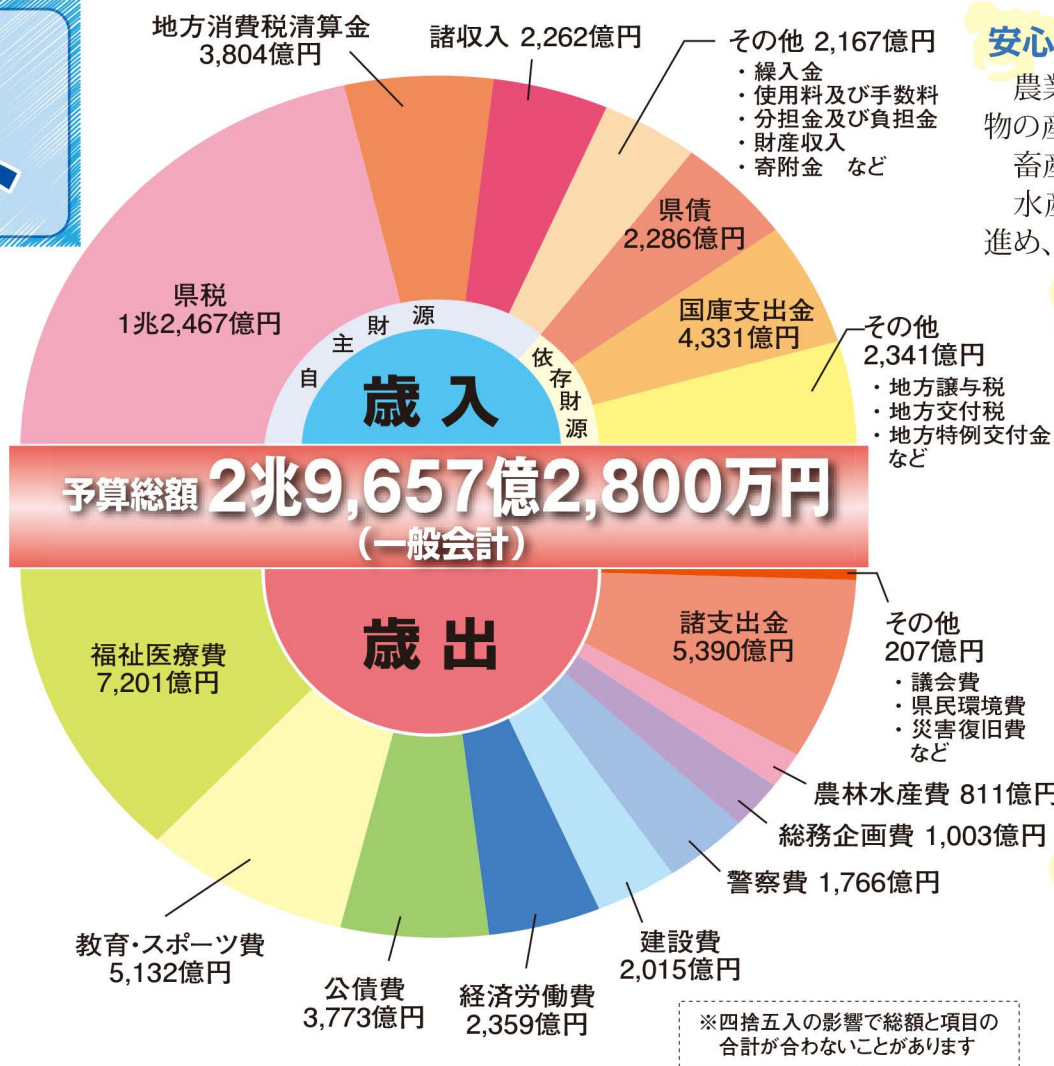 地方消費税清算金
3,804億円
諸収入 2,262億円
その他 2,167億円
・繰入金
・使用料及び手数料
・分担金及び負担金
・財産収入
・寄附金　など
県債
2,286億円
県税
1兆2,467億円
国庫支出金
4,331億円
その他
2,341億円
・地方譲与税
・地方交付税
・地方特例交付金
など
自主財源
依存財源
歳入
予算総額 2兆9,657億2,800万円
（一般会計）
歳出
諸支出金
5,390億円
その他
207億円
・議会費
・県民環境費
・災害復旧費
など
福祉医療費
7,201億円
農林水産費 811億円
総務企画費 1,003億円
警察費 1,766億円
建設費
2,015億円
教育・スポーツ費
5,132億円
公債費
3,773億円
経済労働費
2,359億円
※四捨五入の影響で総額と項目の
合計が合わないことがあります
安心
農業
物の産
畜産
水産
進め、